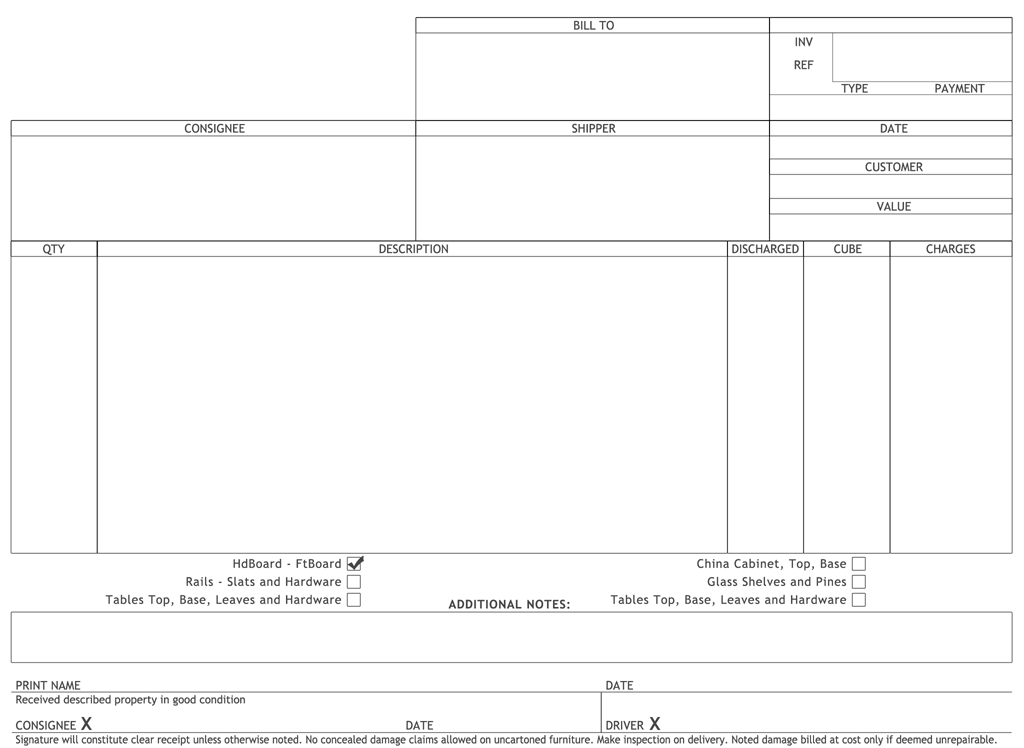 BILL TO
INV
REF
TYPE PAYMENT
CONSIGNEE SHIPPER DATE
CUSTOMER
VALUE
QTY DESCRIPTION DISCHARGED CUBE CHARGES
HdBoard - FtBoard China Cabinet, Top, Base
Rails - Slats and Hardware Glass Shelves and Pines
Tables Top, Base, Leaves and Hardware Tables Top, Base, Leaves and Hardware
ADDITIONAL NOTES:
PRINT NAME DATE
Received described property in good condition
CONSIGNEE X DATE DRIVER X
Signature will constitute clear receipt unless otherwise noted. No concealed damage claims allowed on uncartoned furniture. Make inspection on delivery. Noted damage billed at cost only if deemed unrepairable.